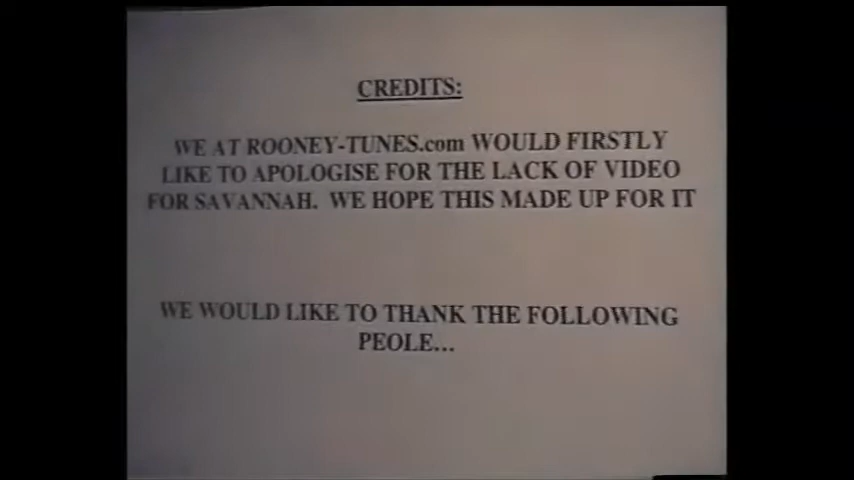 CREDITS:
WE AT ROONEY-TUNES.com WOULD FIRSTLY
LIKE TO APOLOGISE FOR THE LACK OF VIDEO
FOR SAVANNAH. WE HOPE THIS MADE UP FOR IT
WE WOULD LIKE TO THANK THE FOLLOWING
PEOLE...